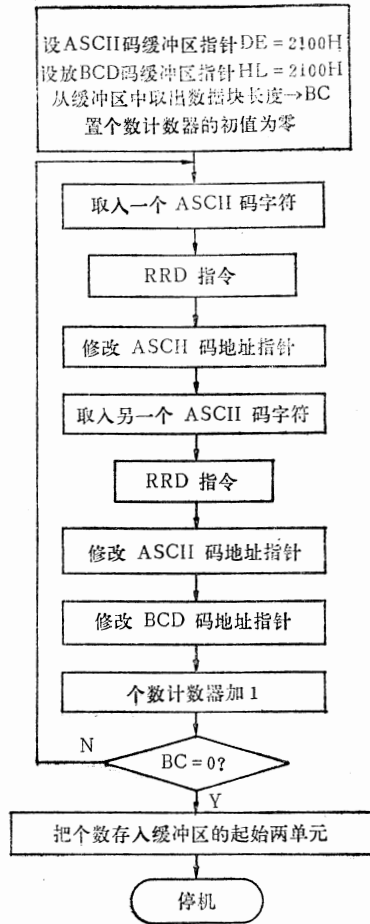 设ASCII码缓冲区指针DE=2100H
设放BCD码缓冲区指针HL=2100H
从缓冲区中取出数据块长度→BC
置个数计数器的初值为零
取入一个 ASCII 码字符
RRD 指令
修改 ASCII 码地址指针
取入另一个 ASCII 码字符
RRD 指令
修改 ASCII 码地址指针
修改 BCD 码地址指针
个数计数器加 1
N
BC=0?
Y
把个数存入缓冲区的起始两单元
停机